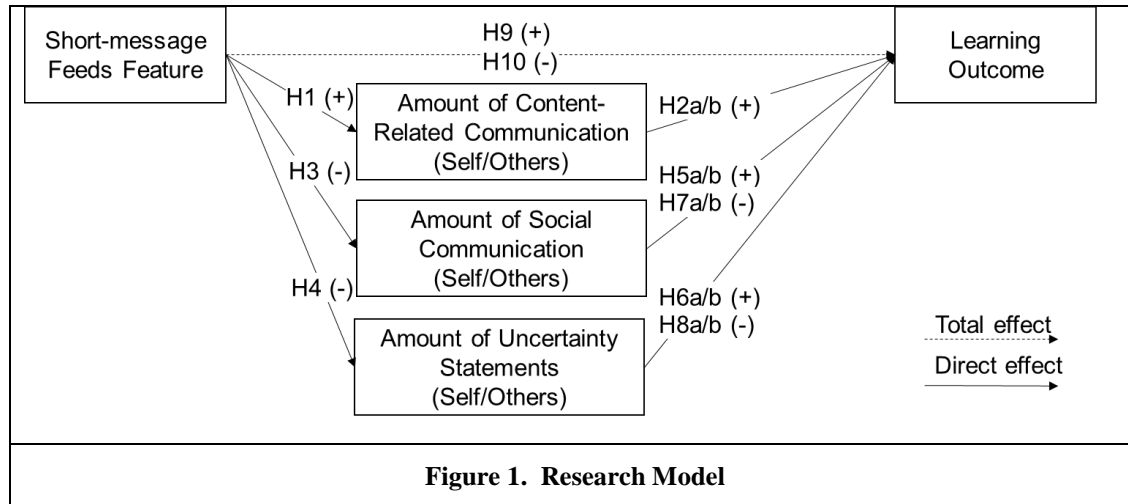 Short-message
Feeds Feature
H9 (+)
H10 (-)
Learning
Outcome
H1 (+)
Amount of Content-
Related Communication
(Self/Others)
H2a/b (+)
H3 (-)
Amount of Social
Communication
(Self/Others)
H5a/b (+)
H7a/b (-)
H4 (-)
Amount of Uncertainty
Statements
(Self/Others)
H6a/b (+)
H8a/b (-)
Total effect
Direct effect
Figure 1. Research Model